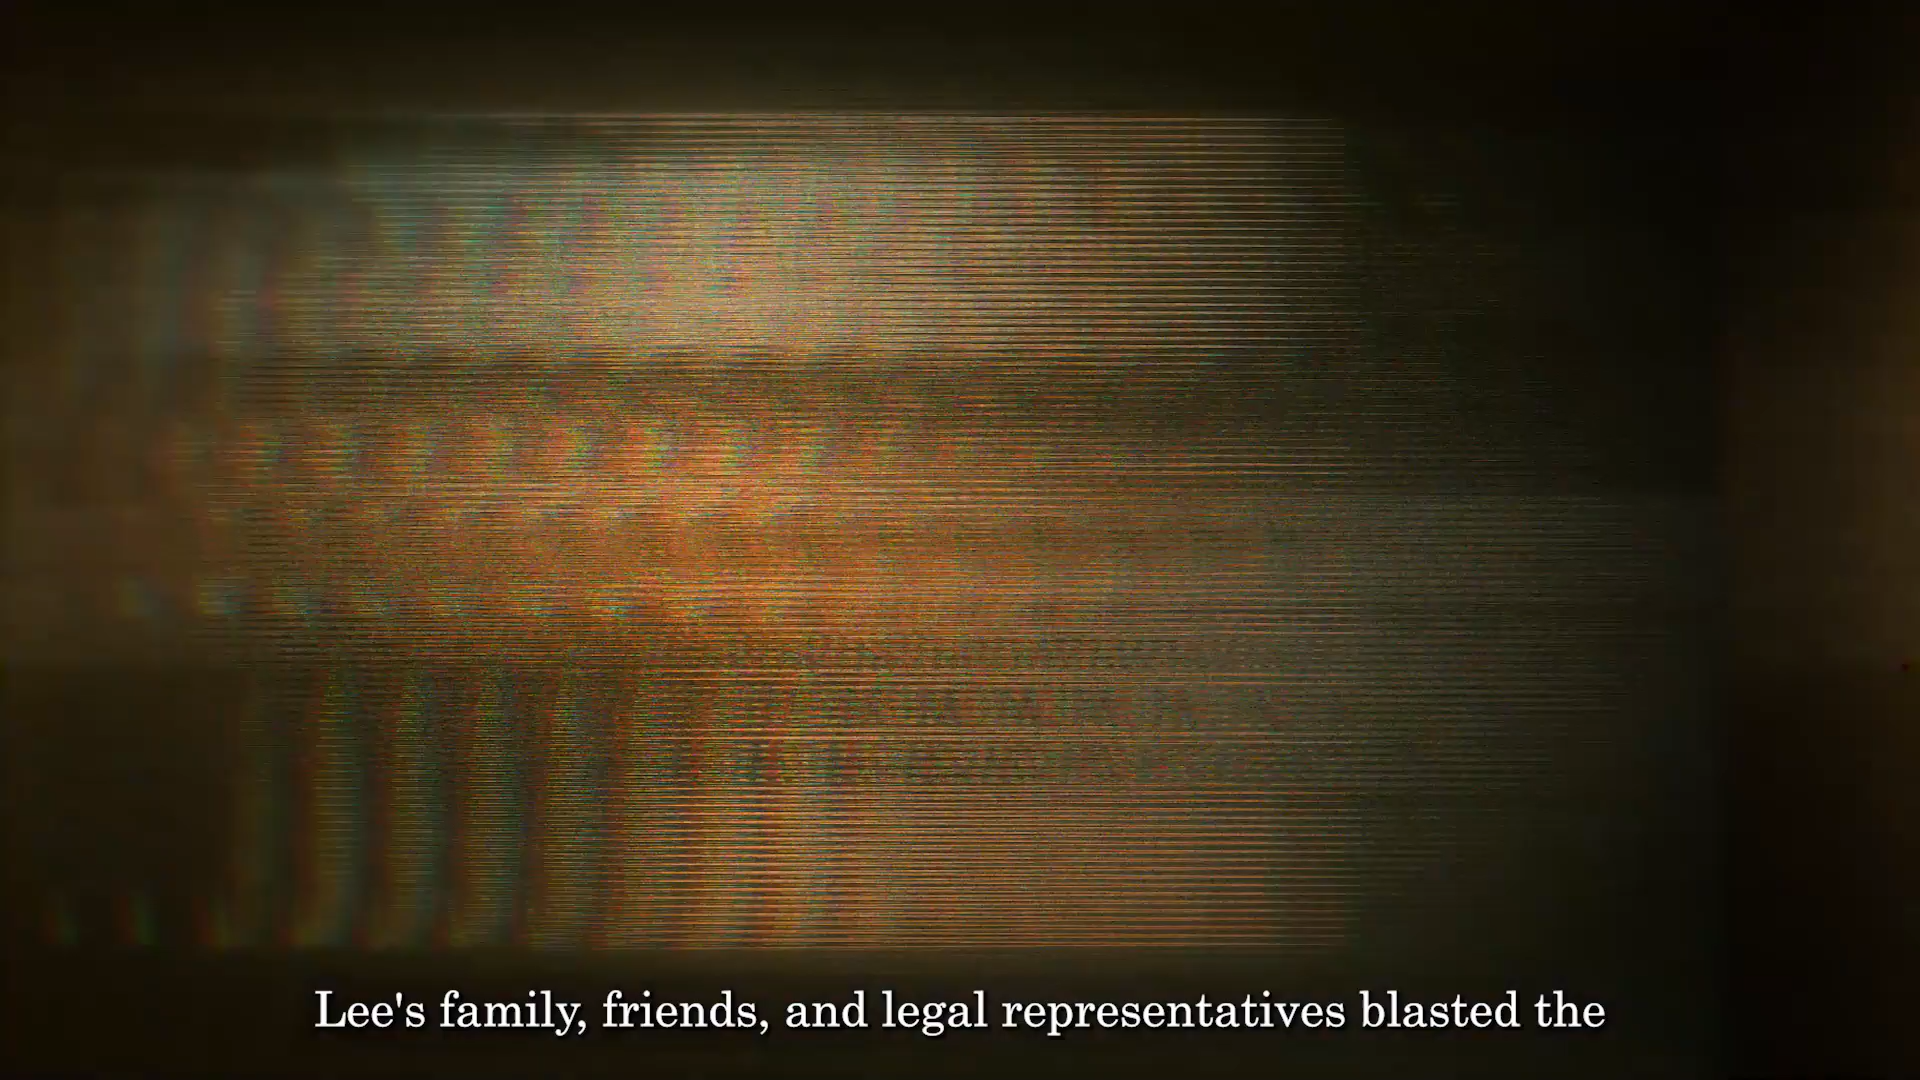 Lee's family, friends, and legal representatives blasted the